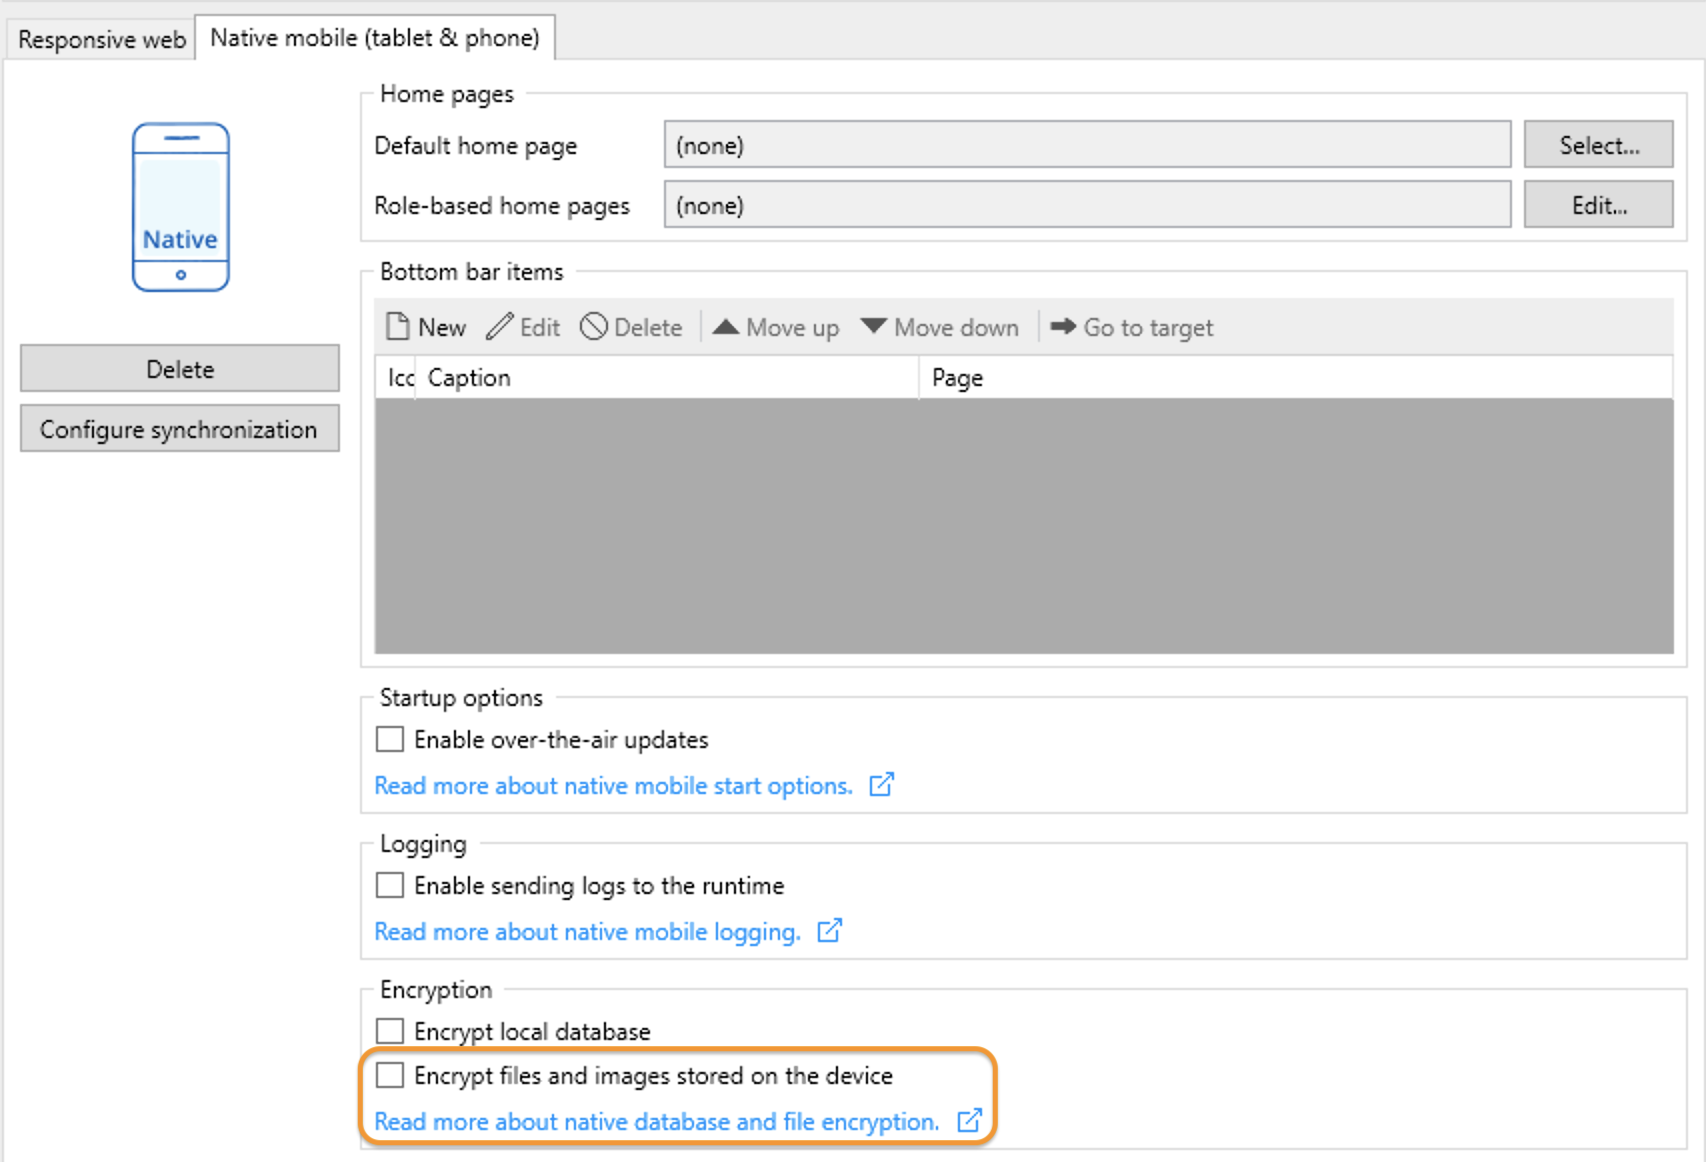 Responsive web
Native mobile (tablet & phone)
Native
Delete
Configure synchronization
Home pages
Default home page
(none)
Select...
Role-based home pages
(none)
Edit...
Bottom bar items
New
Edit
Delete
Move up
Move down
Go to target
Icc
Caption
Page
Startup options
Enable over-the-air updates
Read more about native mobile start options.
Logging
Enable sending logs to the runtime
Read more about native mobile logging.
Encryption
Encrypt local database
Encrypt files and images stored on the device
Read more about native database and file encryption.